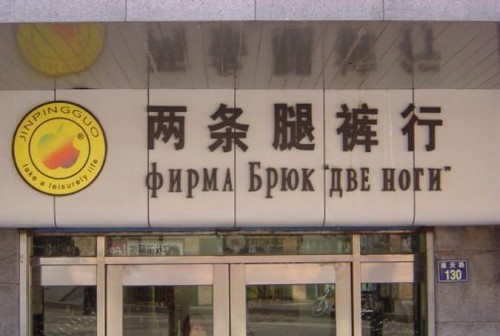 JINPINGGUO
take a leisurely life
®
两条腿裤行
фирма Брюк "две ноги"
130